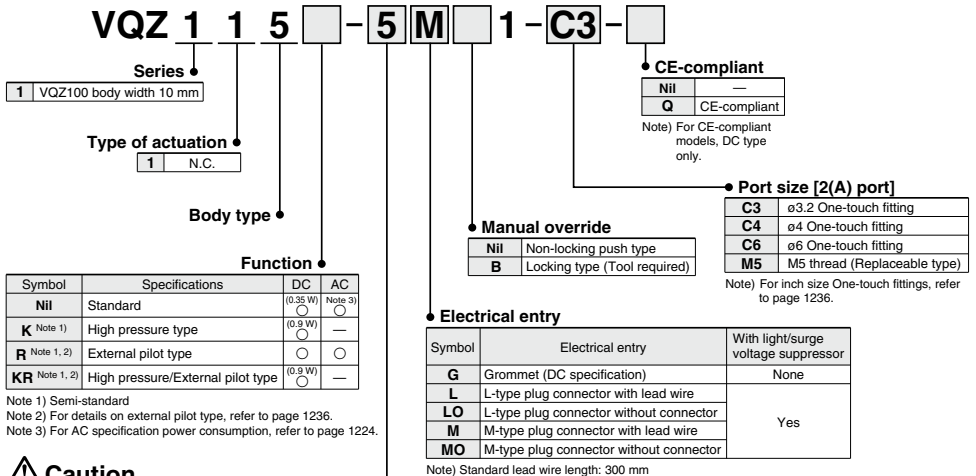 VQZ 1 1 5 - 5 M 1 - C3 -
Series
1 VQZ100 body width 10 mm
Type of actuation
1 N.C.
Body type
Function
Symbol Specifications DC AC
Nil Standard (0.35 W) ○ Note 3) ○
K Note 1) High pressure type (0.9 W) ○ —
R Note 1, 2) External pilot type ○ ○
KR Note 1, 2) High pressure/External pilot type (0.9 W) ○ —
Note 1) Semi-standard
Note 2) For details on external pilot type, refer to page 1236.
Note 3) For AC specification power consumption, refer to page 1224.
Caution
CE-compliant
Nil —
Q CE-compliant
Note) For CE-compliant
models, DC type
only.
Port size [2(A) port]
C3 ø3.2 One-touch fitting
C4 ø4 One-touch fitting
C6 ø6 One-touch fitting
M5 M5 thread (Replaceable type)
Note) For inch size One-touch fittings, refer
to page 1236.
Manual override
Nil Non-locking push type
B Locking type (Tool required)
Electrical entry
Symbol Electrical entry With light/surge
voltage suppressor
G Grommet (DC specification) None
L L-type plug connector with lead wire
LO L-type plug connector without connector
Yes
M M-type plug connector with lead wire
MO M-type plug connector without connector
Note) Standard lead wire length: 300 mm